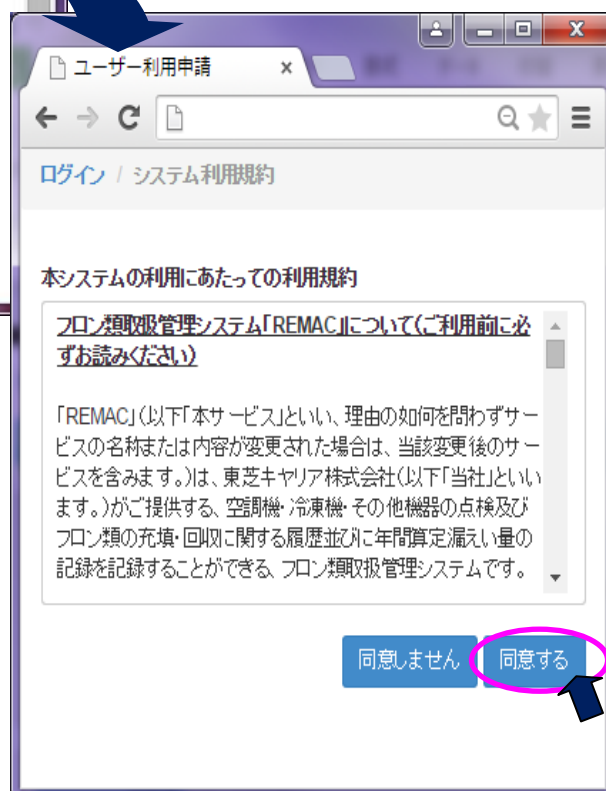 ユーザー利用申請
ログイン / システム利用規約
本システムの利用にあたっての利用規約
フロン類取扱管理システム「REMAC」について(ご利用前に必
ずお読みください)
「REMAC」(以下「本サービス」といい、理由の如何を問わずサー
ビスの名称または内容が変更された場合は、当該変更後のサー
ビスを含みます。)は、東芝キヤリア株式会社(以下「当社」といい
ます。)がご提供する、空調機・冷凍機・その他機器の点検及び
フロン類の充填・回収に関する履歴並びに年間算定漏えい量の
記録を記録することができる、フロン類取扱管理システムです。
同意しません 同意する